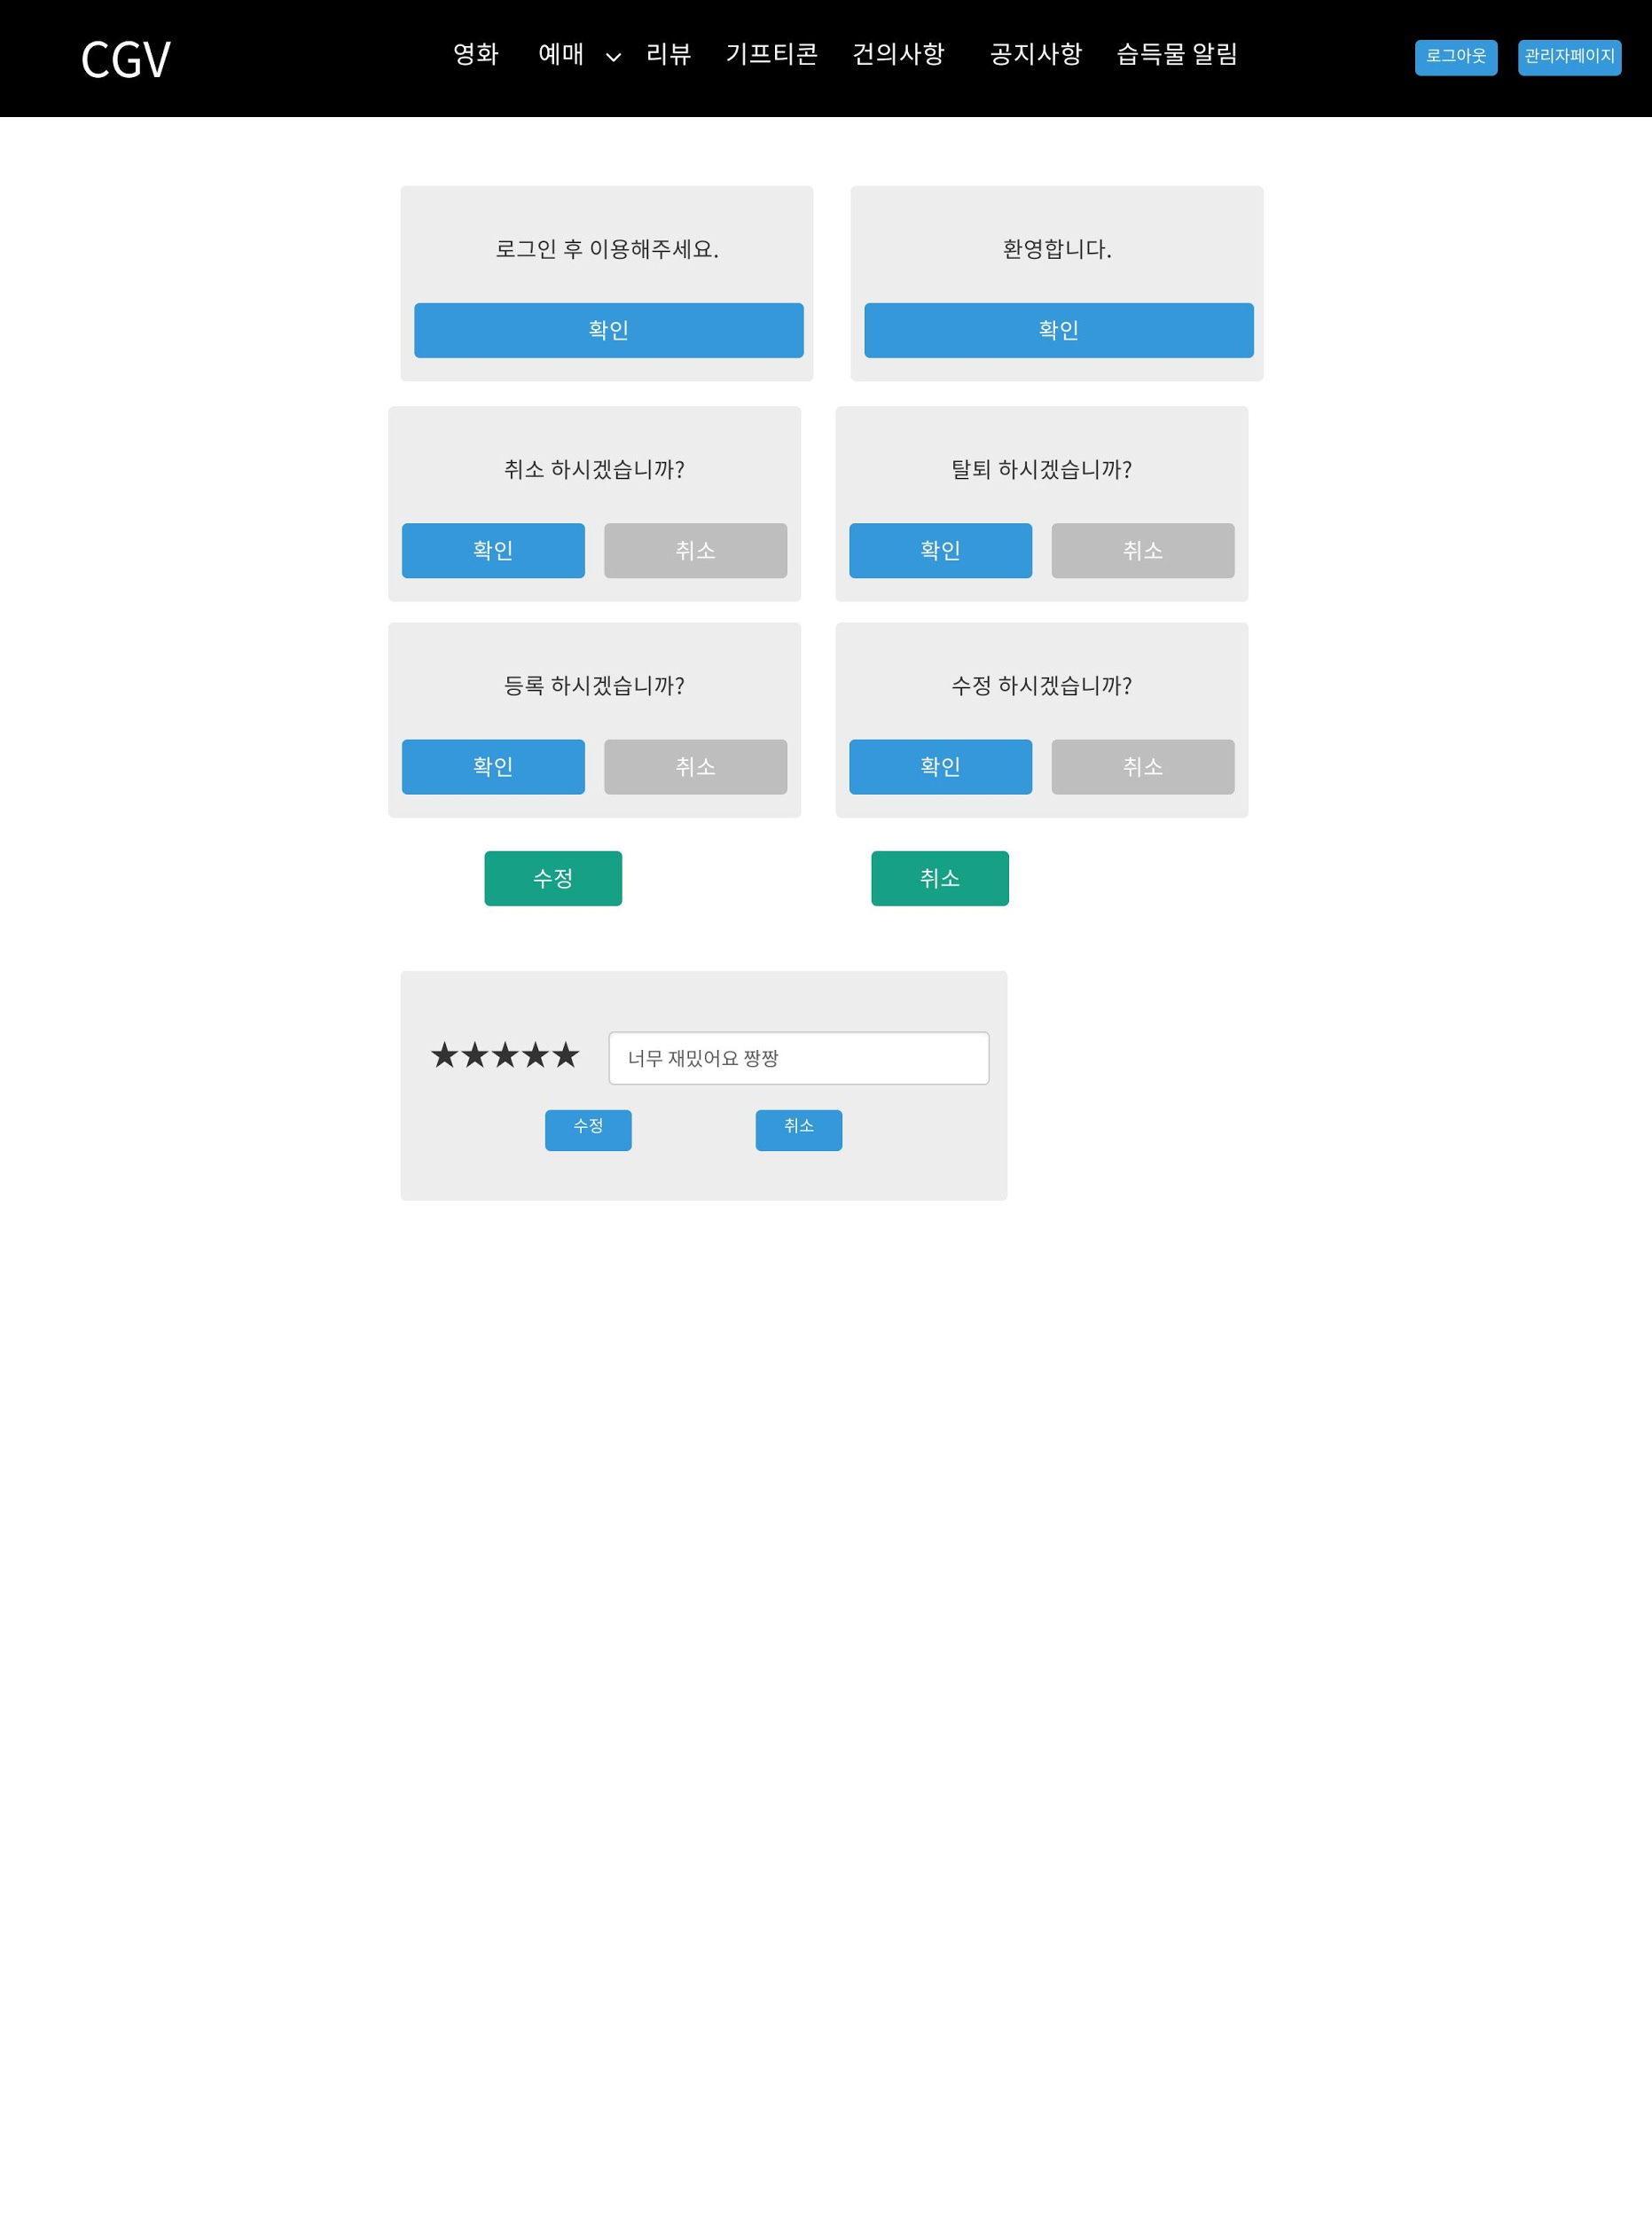 CGV 영화 예매 리뷰 기프티콘 건의사항 공지사항 습득물 알림 로그아웃 관리자페이지
로그인 후 이용해주세요.
확인
환영합니다.
확인
취소 하시겠습니까?
확인 취소
탈퇴 하시겠습니까?
확인 취소
등록 하시겠습니까?
확인 취소
수정 하시겠습니까?
확인 취소
수정 취소
★★★★★ 너무 재밌어요 짱짱
수정 취소